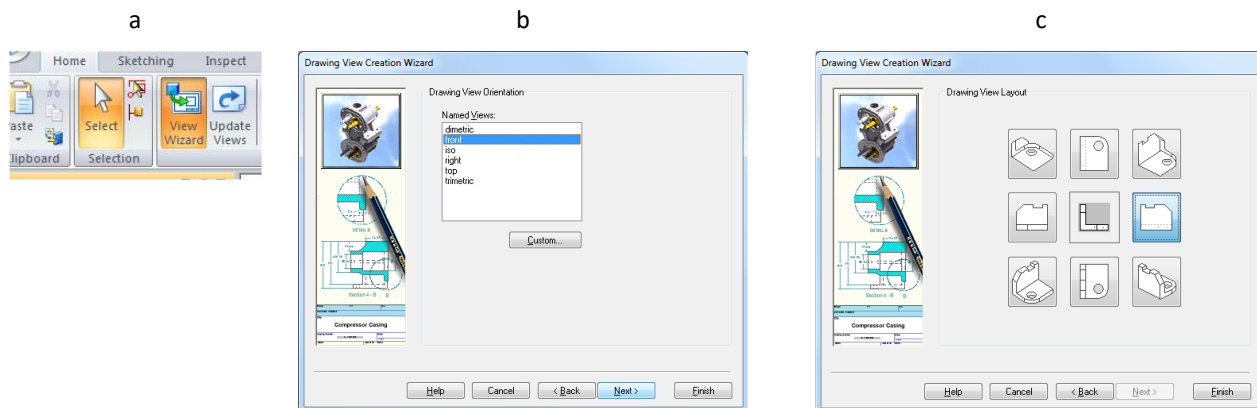 a
b
c
Home Sketching Inspect
aste
Select
View Wizard
Update Views
lipboard
Selection
Drawing View Creation Wizard
Drawing View Orientation
Named Views:
dimetric
front
iso
right
top
trimetric
Custom...
DETAIL B
Section A - B
B
Compressor Casing
Help Cancel < Back Next > Finish
Drawing View Creation Wizard
Drawing View Layout
DETAIL B
Section A - B
B
Compressor Casing
Help Cancel < Back Next > Finish